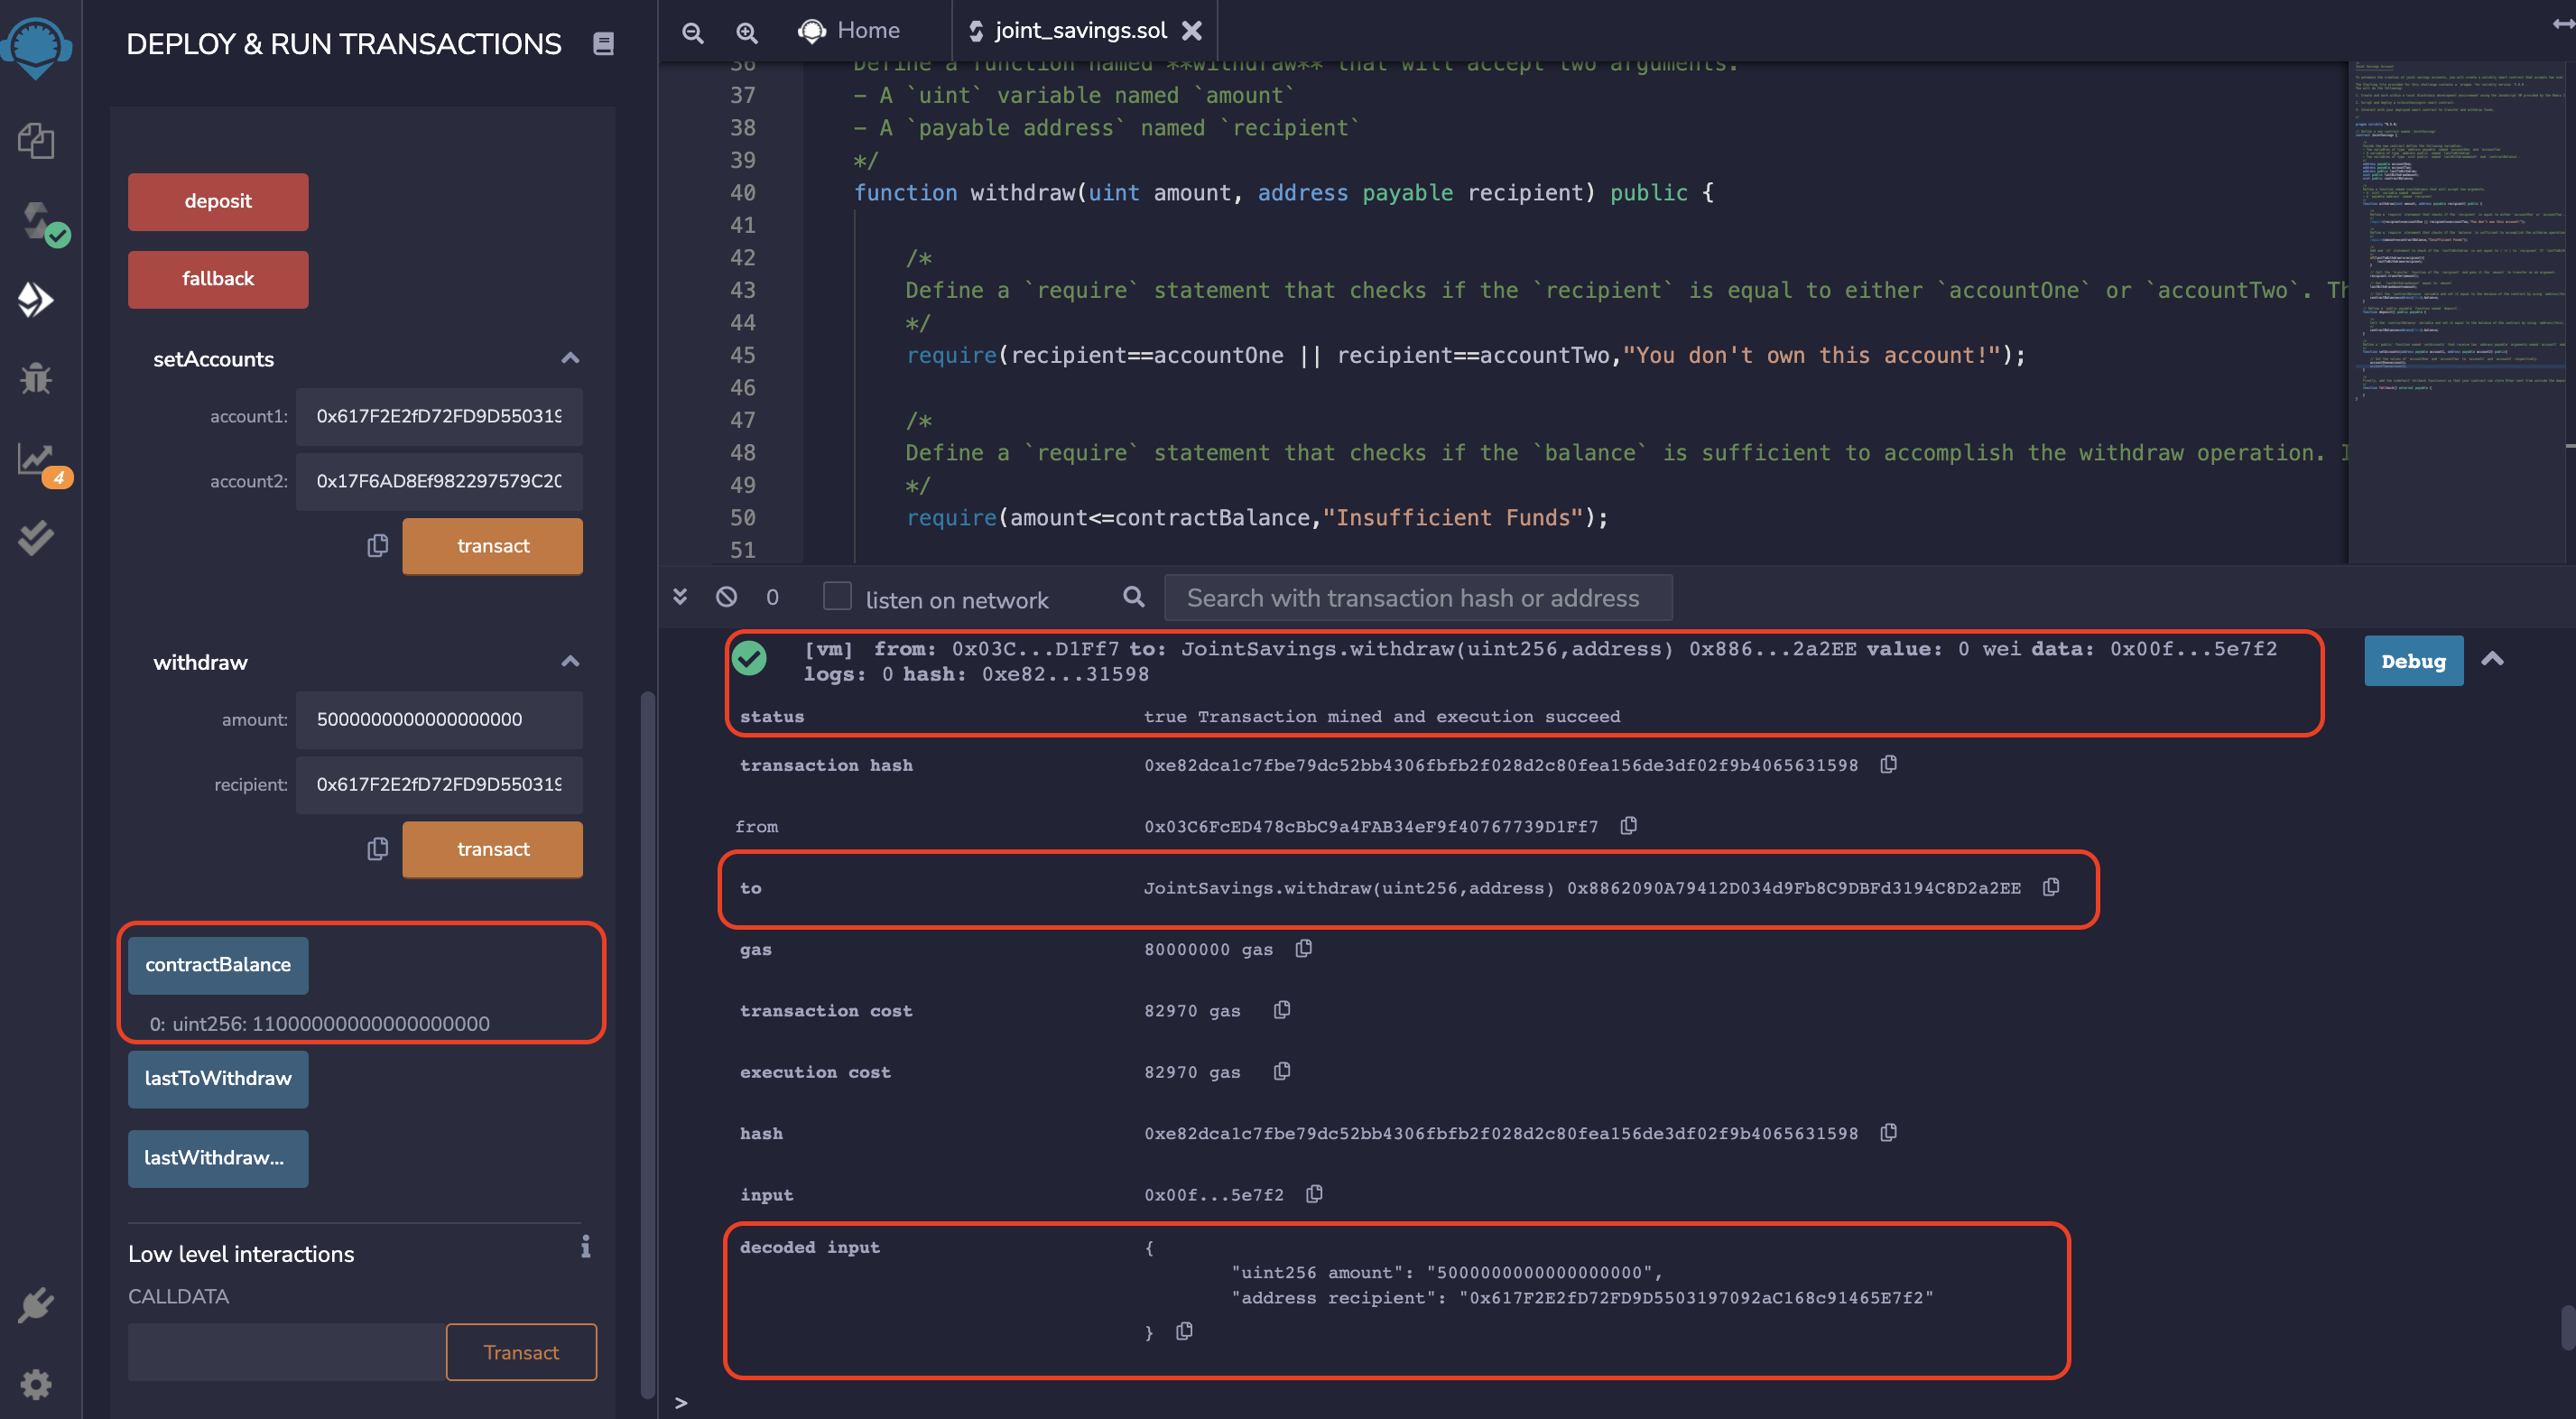 DEPLOY & RUN TRANSACTIONS
deposit
fallback
setAccounts
account1: 0x617F2E2fD72FD9D550319
account2: 0x17F6AD8Ef982297579C20
transact
withdraw
amount: 5000000000000000000
recipient: 0x617F2E2fD72FD9D550319
transact
contractBalance
0: uint256: 11000000000000000000
lastToWithdraw
lastWithdraw...
Low level interactions
CALLDATA
Transact
4
Home
joint_savings.sol
36 Define a function named **withdraw** that will accept two arguments.
37 - A `uint` variable named `amount`
38 - A `payable address` named `recipient`
39 */
40 function withdraw(uint amount, address payable recipient) public {
41
42 /*
43 Define a `require` statement that checks if the `recipient` is equal to either `accountOne` or `accountTwo`. Th
44 */
45 require(recipient==accountOne || recipient==accountTwo,"You don't own this account!");
46
47 /*
48 Define a `require` statement that checks if the `balance` is sufficient to accomplish the withdraw operation. I
49 */
50 require(amount<=contractBalance,"Insufficient Funds");
51
0
listen on network
Search with transaction hash or address
[vm] from: 0x03C...D1Ff7 to: JointSavings.withdraw(uint256,address) 0x886...2a2EE value: 0 wei data: 0x00f...5e7f2
logs: 0 hash: 0xe82...31598
Debug
status true Transaction mined and execution succeed
transaction hash 0xe82dca1c7fbe79dc52bb4306fbfb2f028d2c80fea156de3df02f9b4065631598
from 0x03C6FcED478cBbC9a4FAB34eF9f40767739D1Ff7
to JointSavings.withdraw(uint256,address) 0x8862090A79412D034d9Fb8C9DBFd3194C8D2a2EE
gas 80000000 gas
transaction cost 82970 gas
execution cost 82970 gas
hash 0xe82dca1c7fbe79dc52bb4306fbfb2f028d2c80fea156de3df02f9b4065631598
input 0x00f...5e7f2
decoded input {
"uint256 amount": "5000000000000000000",
"address recipient": "0x617F2E2fD72FD9D5503197092aC168c91465E7f2"
}
>